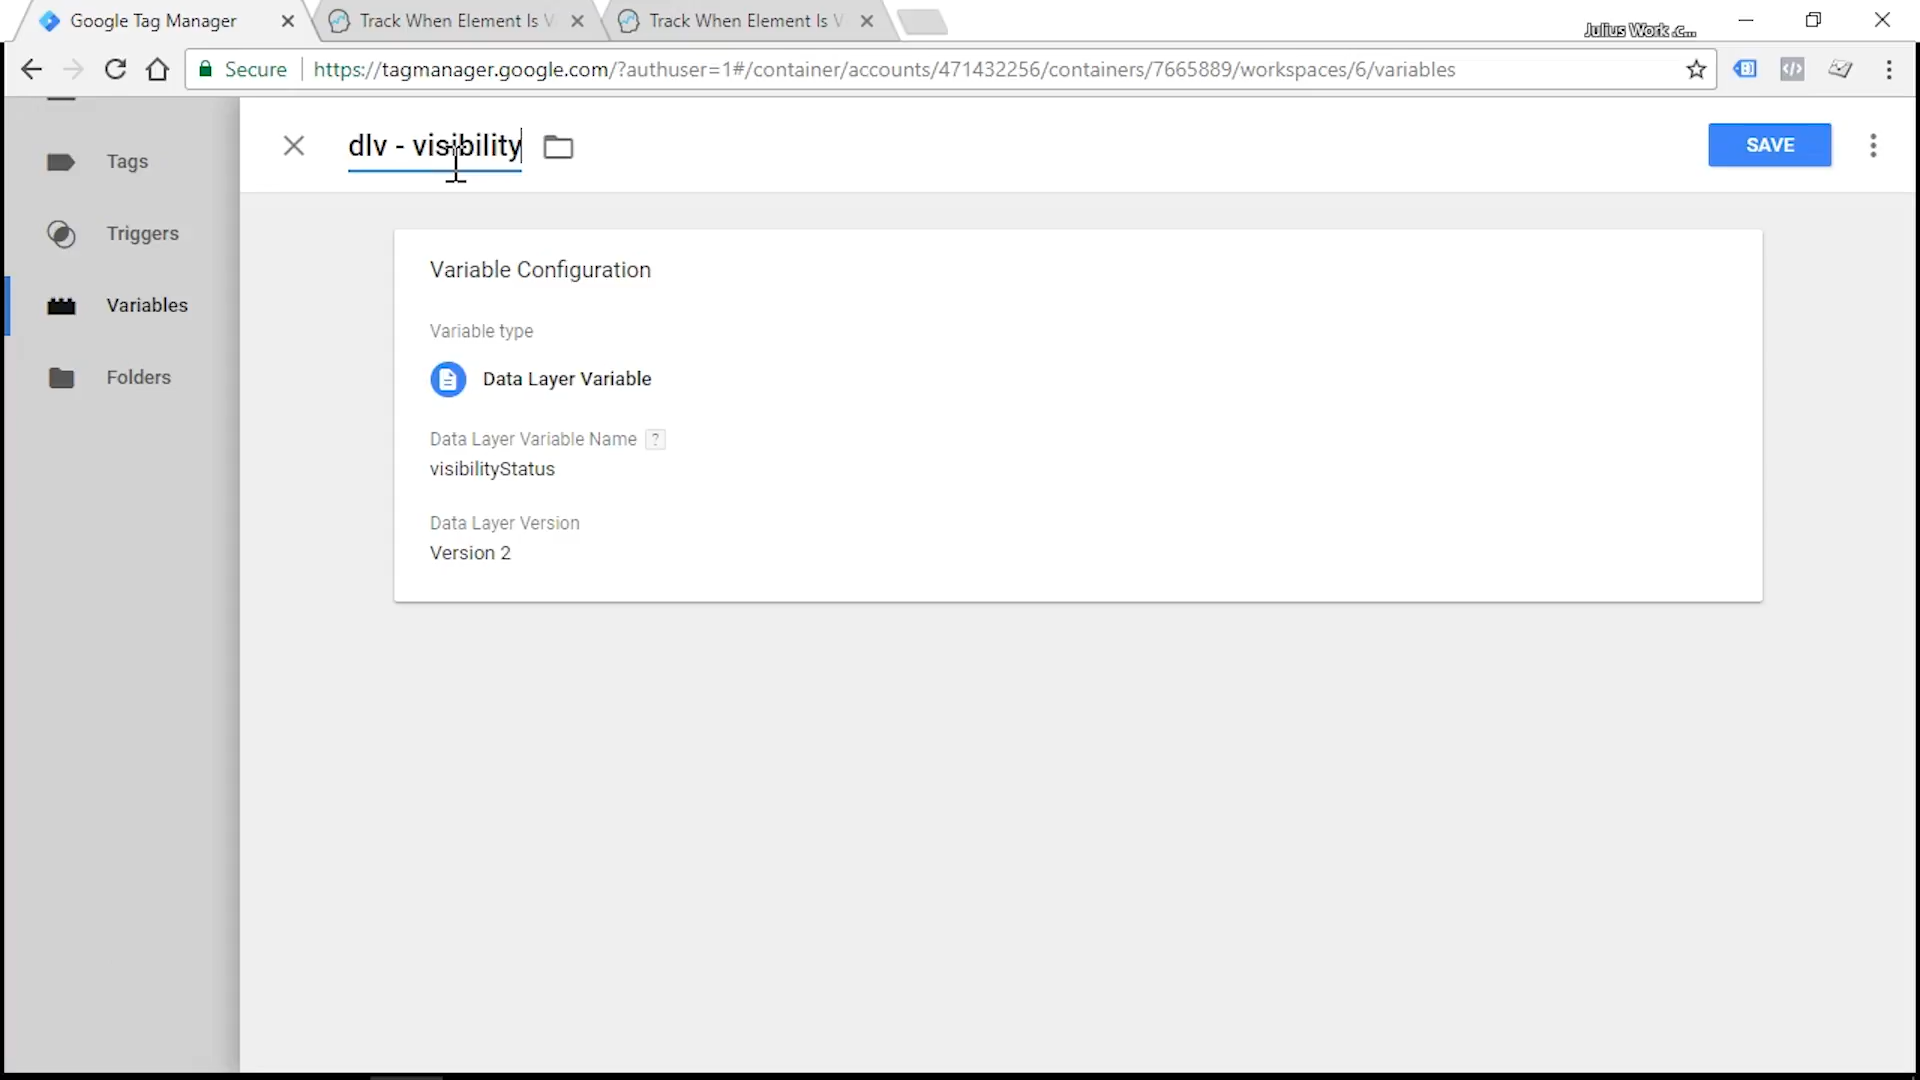 Google Tag Manager
Track When Element Is V
Track When Element Is V
Julius Work .c...
Secure
https://tagmanager.google.com/?authuser=1#/container/accounts/471432256/containers/7665889/workspaces/6/variables
dlv - visibility
SAVE
Tags
Triggers
Variables
Folders
Variable Configuration
Variable type
Data Layer Variable
Data Layer Variable Name ?
visibilityStatus
Data Layer Version
Version 2